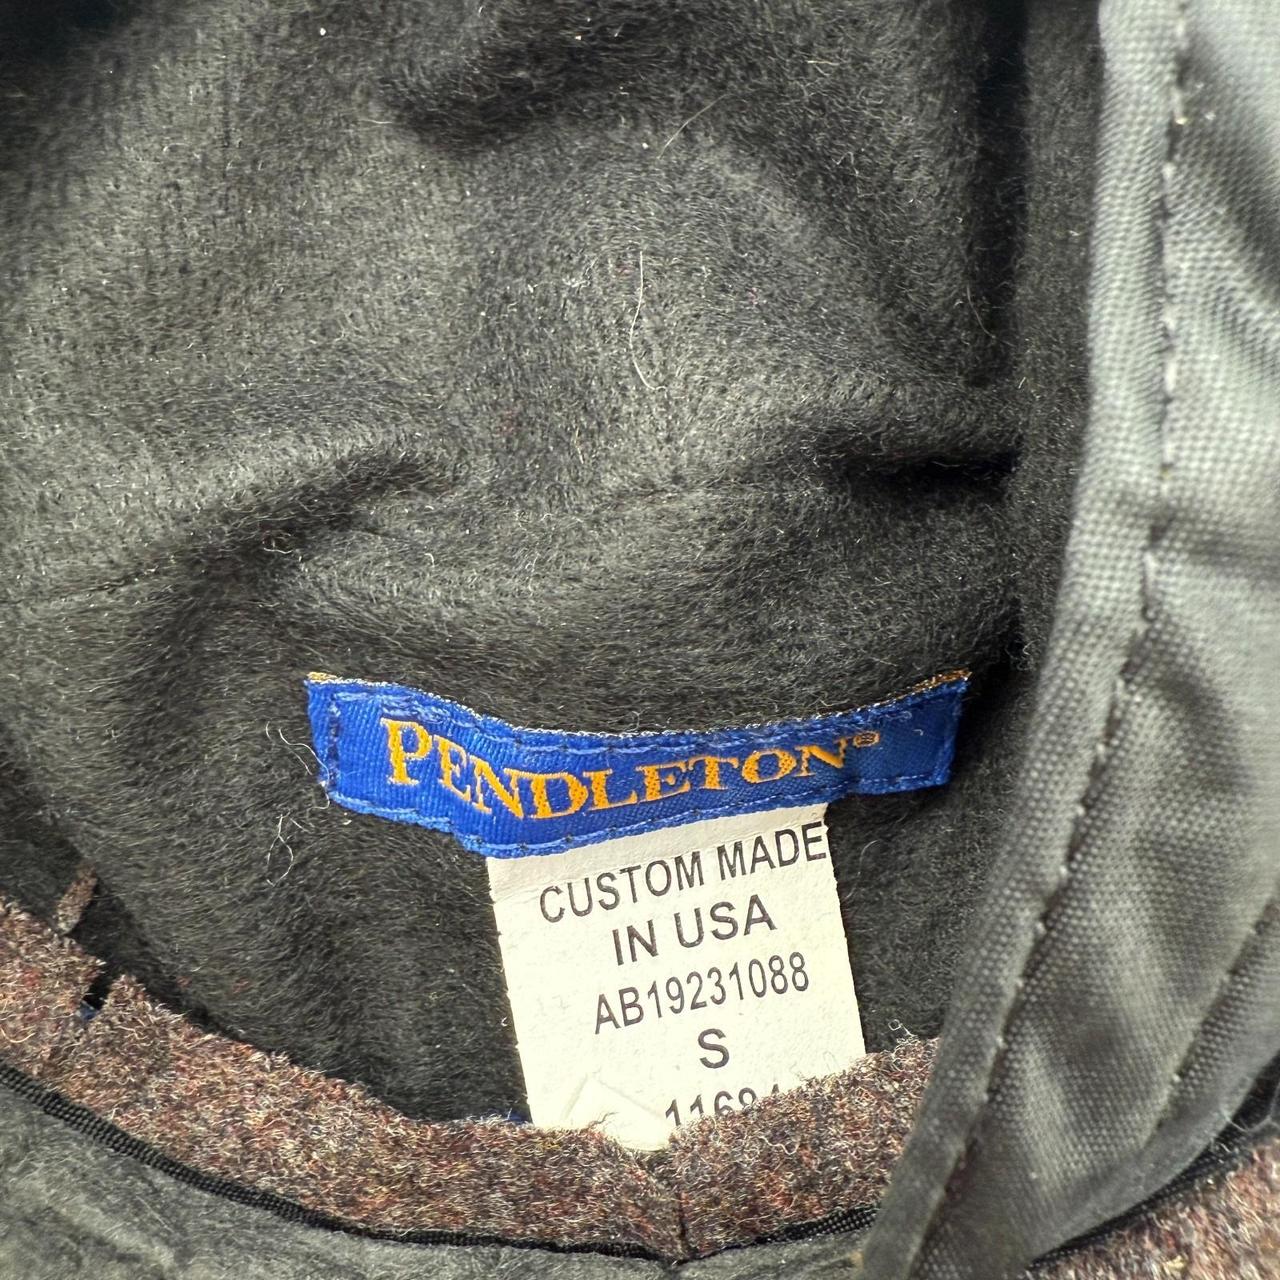 PENDLETON®
CUSTOM MADE
IN USA
AB19231088
S